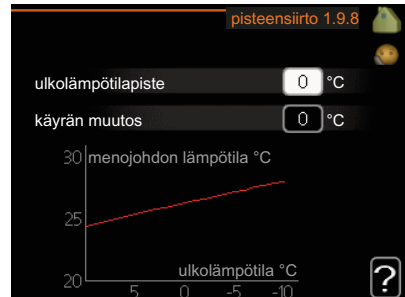 pisteensiirto 1.9.8
ulkolämpötilapiste 0 °C
käyrän muutos 0 °C
30 menojohdon lämpötila °C
25
ulkolämpötila °C
20
5 0 -5 -10
?